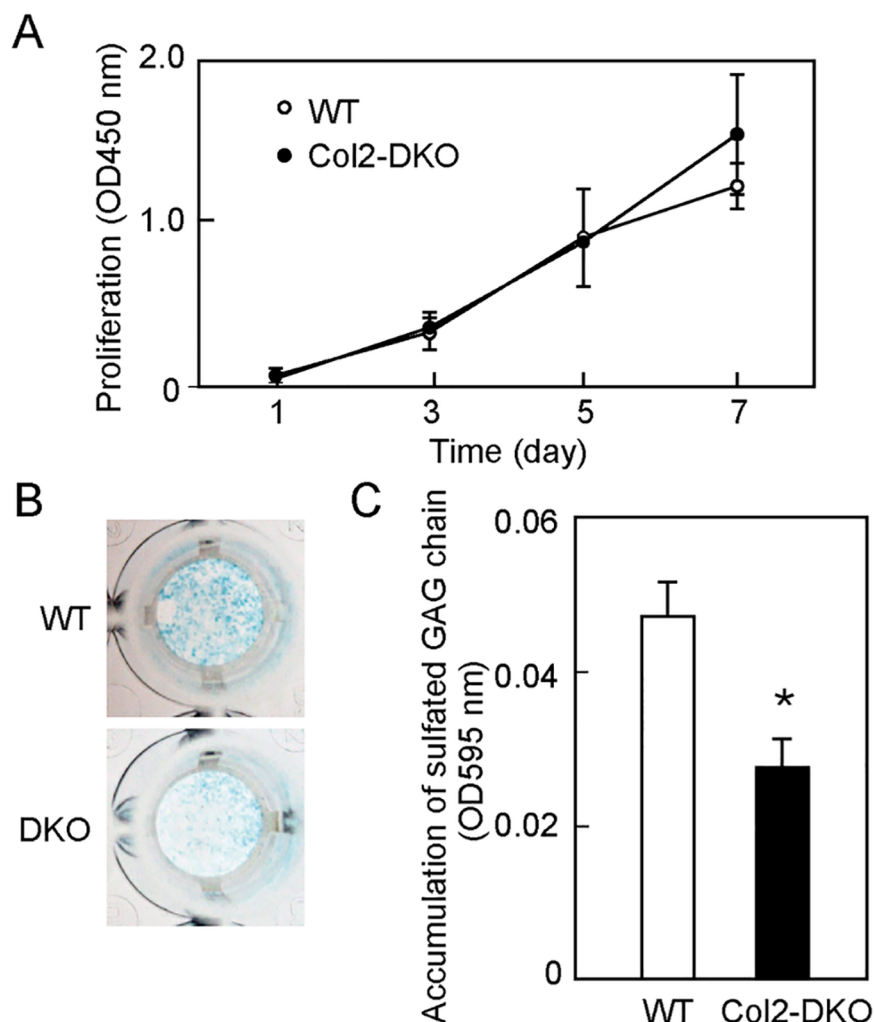 A
Proliferation (OD450 nm)
2.0
1.0
0
WT
Col2-DKO
1 3 5 7
Time (day)
B
WT
DKO
C
Accumulation of sulfated GAG chain
(OD595 nm)
0.06
0.04
0.02
0
*
WT Col2-DKO